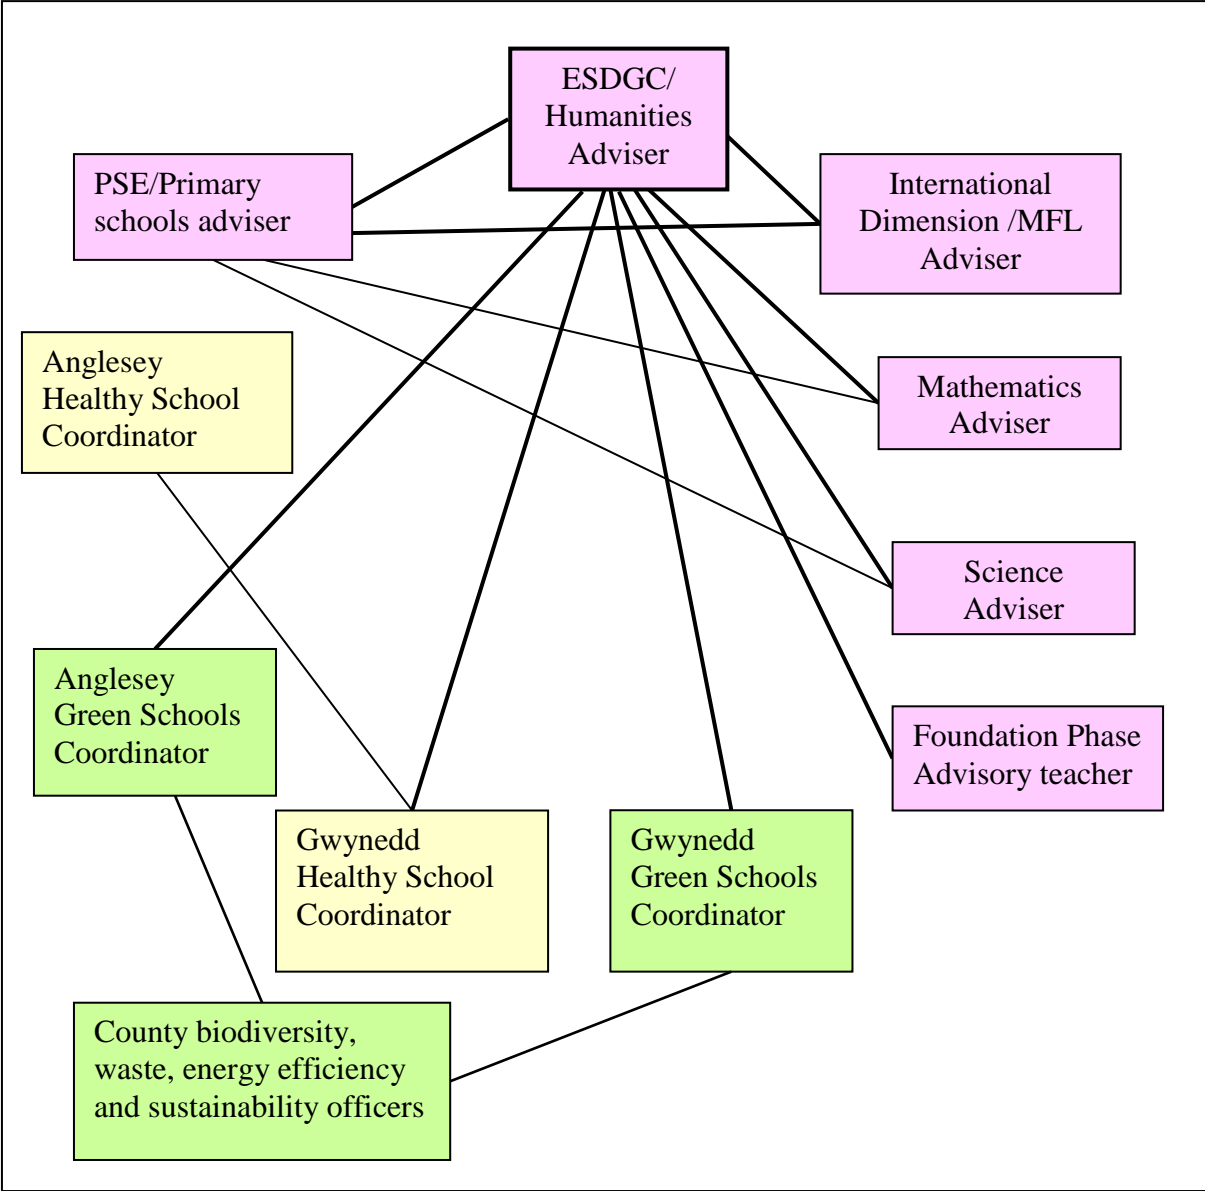 ESDGC/
Humanities
Adviser
PSE/Primary
schools adviser
International
Dimension /MFL
Adviser
Anglesey
Healthy School
Coordinator
Mathematics
Adviser
Science
Adviser
Anglesey
Green Schools
Coordinator
Foundation Phase
Advisory teacher
Gwynedd
Healthy School
Coordinator
Gwynedd
Green Schools
Coordinator
County biodiversity,
waste, energy efficiency
and sustainability officers